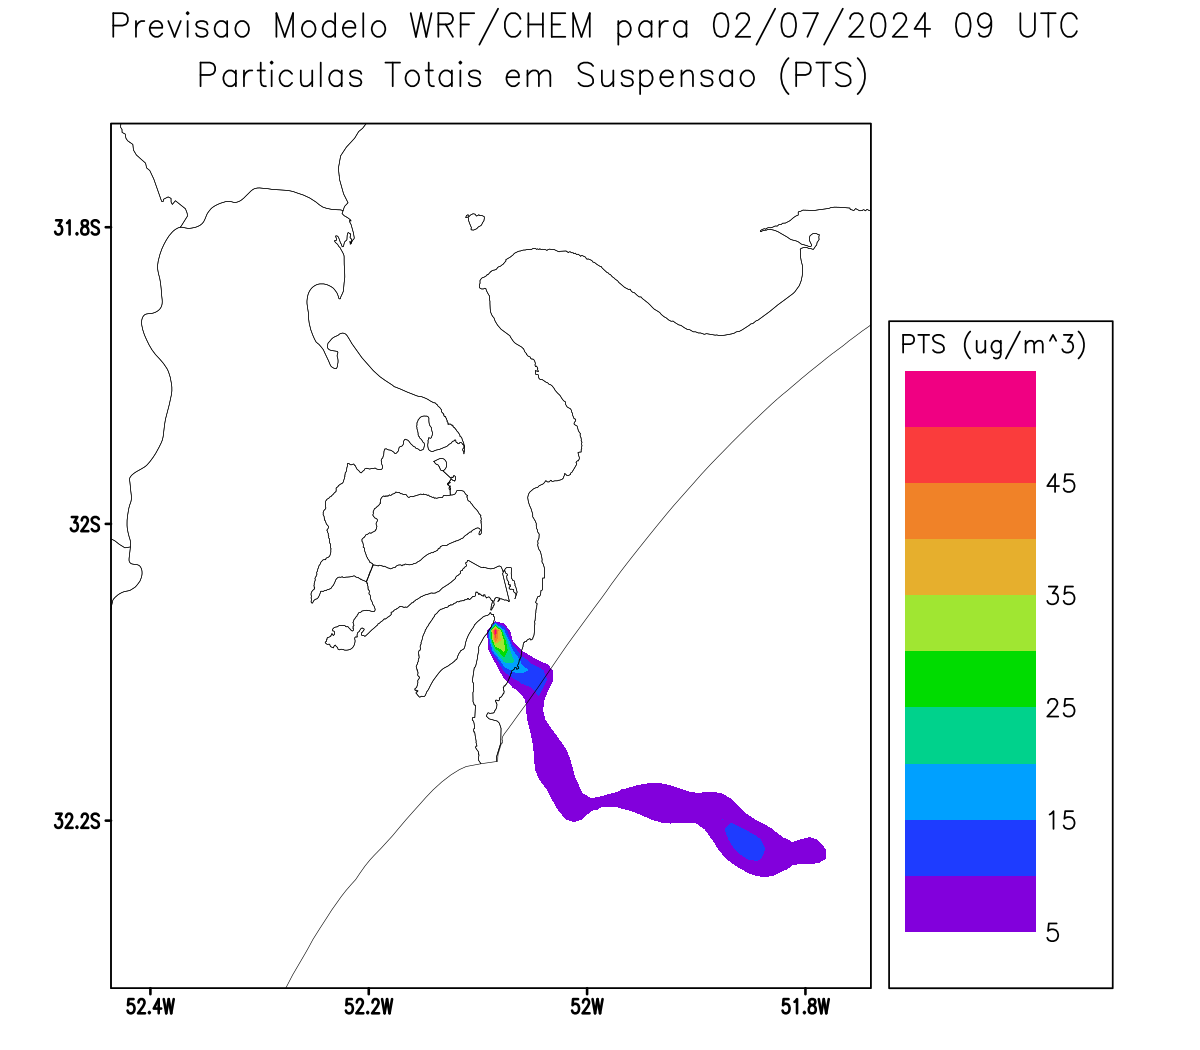 Previsao Modelo WRF/CHEM para 02/07/2024 09 UTC
Particulas Totais em Suspensao (PTS)
31.8S
32S
32.2S
52.4W
52.2W
52W
51.8W
PTS (ug/m^3)
45
35
25
15
5